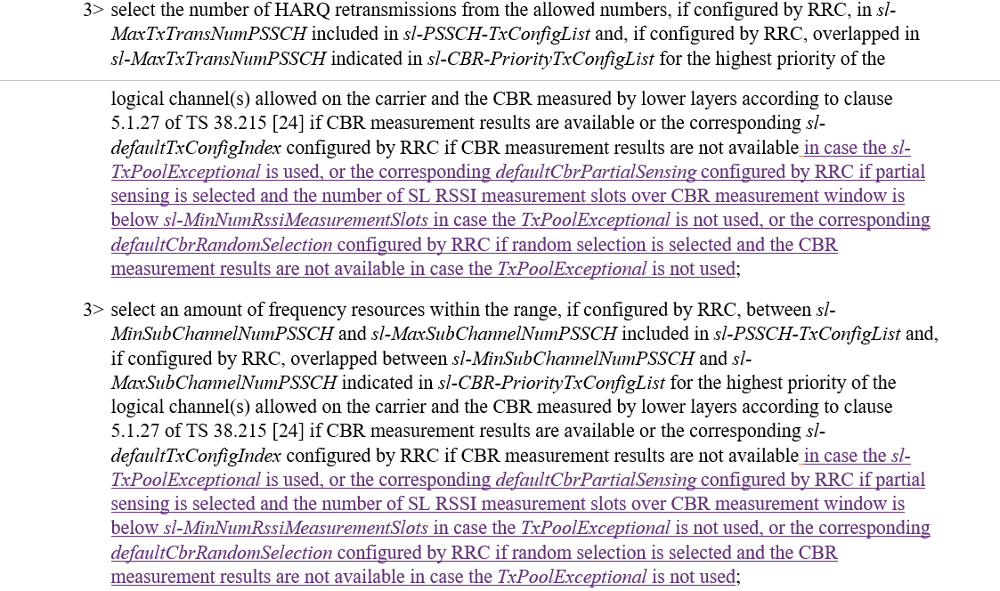 3> select the number of HARQ retransmissions from the allowed numbers, if configured by RRC, in sl-
MaxTxTransNumPSSCH included in sl-PSSCH-TxConfigList and, if configured by RRC, overlapped in
sl-MaxTxTransNumPSSCH indicated in sl-CBR-PriorityTxConfigList for the highest priority of the
logical channel(s) allowed on the carrier and the CBR measured by lower layers according to clause
5.1.27 of TS 38.215 [24] if CBR measurement results are available or the corresponding sl-
defaultTxConfigIndex configured by RRC if CBR measurement results are not available in case the sl-
TxPoolExceptional is used, or the corresponding defaultCbrPartialSensing configured by RRC if partial
sensing is selected and the number of SL RSSI measurement slots over CBR measurement window is
below sl-MinNumRssiMeasurementSlots in case the TxPoolExceptional is not used, or the corresponding
defaultCbrRandomSelection configured by RRC if random selection is selected and the CBR
measurement results are not available in case the TxPoolExceptional is not used;
3> select an amount of frequency resources within the range, if configured by RRC, between sl-
MinSubChannelNumPSSCH and sl-MaxSubChannelNumPSSCH included in sl-PSSCH-TxConfigList and,
if configured by RRC, overlapped between sl-MinSubChannelNumPSSCH and sl-
MaxSubChannelNumPSSCH indicated in sl-CBR-PriorityTxConfigList for the highest priority of the
logical channel(s) allowed on the carrier and the CBR measured by lower layers according to clause
5.1.27 of TS 38.215 [24] if CBR measurement results are available or the corresponding sl-
defaultTxConfigIndex configured by RRC if CBR measurement results are not available in case the sl-
TxPoolExceptional is used, or the corresponding defaultCbrPartialSensing configured by RRC if partial
sensing is selected and the number of SL RSSI measurement slots over CBR measurement window is
below sl-MinNumRssiMeasurementSlots in case the TxPoolExceptional is not used, or the corresponding
defaultCbrRandomSelection configured by RRC if random selection is selected and the CBR
measurement results are not available in case the TxPoolExceptional is not used;